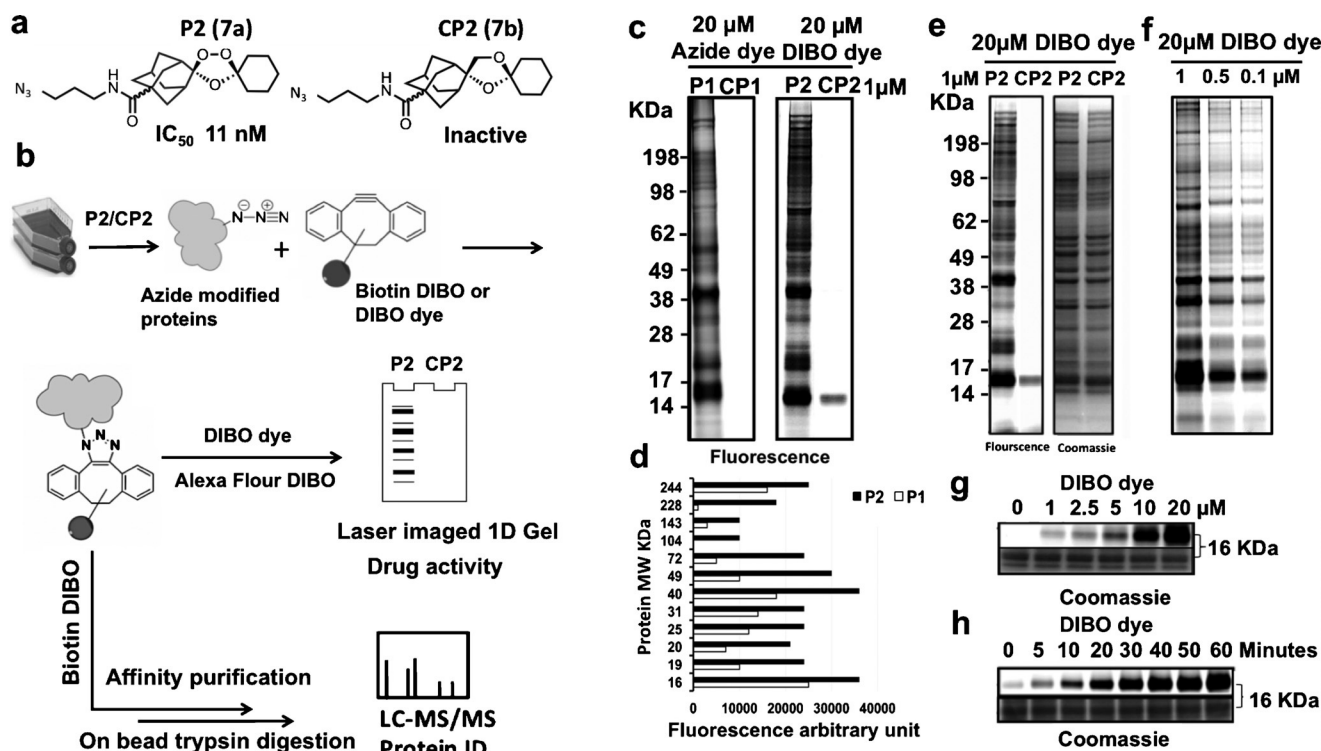 a
P2 (7a)
CP2 (7b)
O-O
O
O
O
N3
H
N
O
N3
H
N
O
IC50 11 nM
Inactive
b
P2/CP2
N-N≡N
+
Azide modified
proteins
Biotin DIBO or
DIBO dye
N
N
N
DIBO dye
Alexa Flour DIBO
P2 CP2
Laser imaged 1D Gel
Drug activity
Biotin DIBO
Affinity purification
On bead trypsin digestion
LC-MS/MS
Protein ID
c
20 µM 20 µM
Azide dye DIBO dye
P1 CP1 P2 CP2 1µM
KDa
198
98
62
49
38
28
17
14
Fluorescence
d
Protein MW KDa
244
228
143
104
72
49
40
31
25
20
19
16
P2 P1
0 10000 20000 30000 40000
Fluorescence arbitrary unit
e
20µM DIBO dye
1µM P2 CP2 P2 CP2
KDa
198
98
62
49
38
28
17
14
Flourscence Coomassie
f
20µM DIBO dye
1 0.5 0.1 µM
g
DIBO dye
0 1 2.5 5 10 20 µM
16 KDa
Coomassie
h
DIBO dye
0 5 10 20 30 40 50 60 Minutes
16 KDa
Coomassie